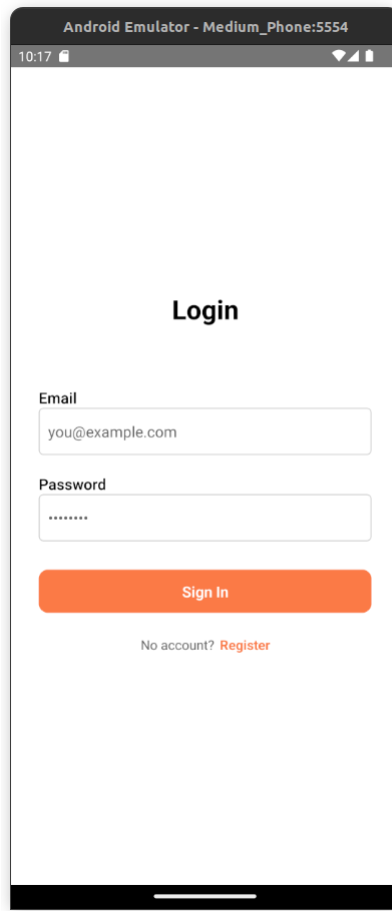 Android Emulator - Medium_Phone:5554
10:17
Login
Email
you@example.com
Password
••••••••
Sign In
No account? Register